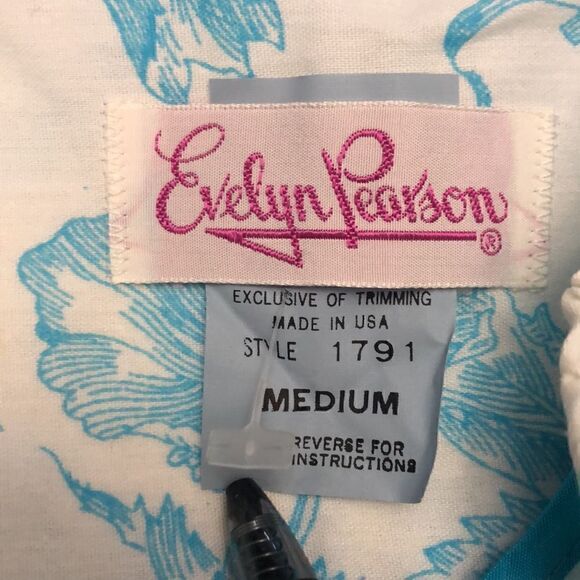 Evelyn Pearson ®
EXCLUSIVE OF TRIMMING
MADE IN USA
STYLE 1791
MEDIUM
REVERSE FOR
INSTRUCTIONS